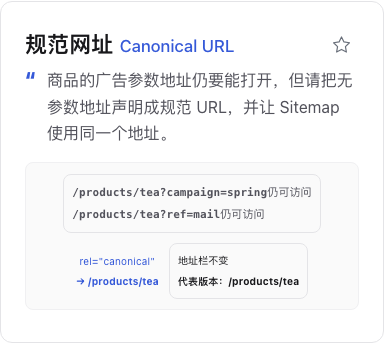 规范网址 Canonical URL
“ 商品的广告参数地址仍要能打开，但请把无
参数地址声明成规范 URL，并让 Sitemap
使用同一个地址。
/products/tea?campaign=spring仍可访问
/products/tea?ref=mail仍可访问
rel="canonical"
→ /products/tea
地址栏不变
代表版本：/products/tea